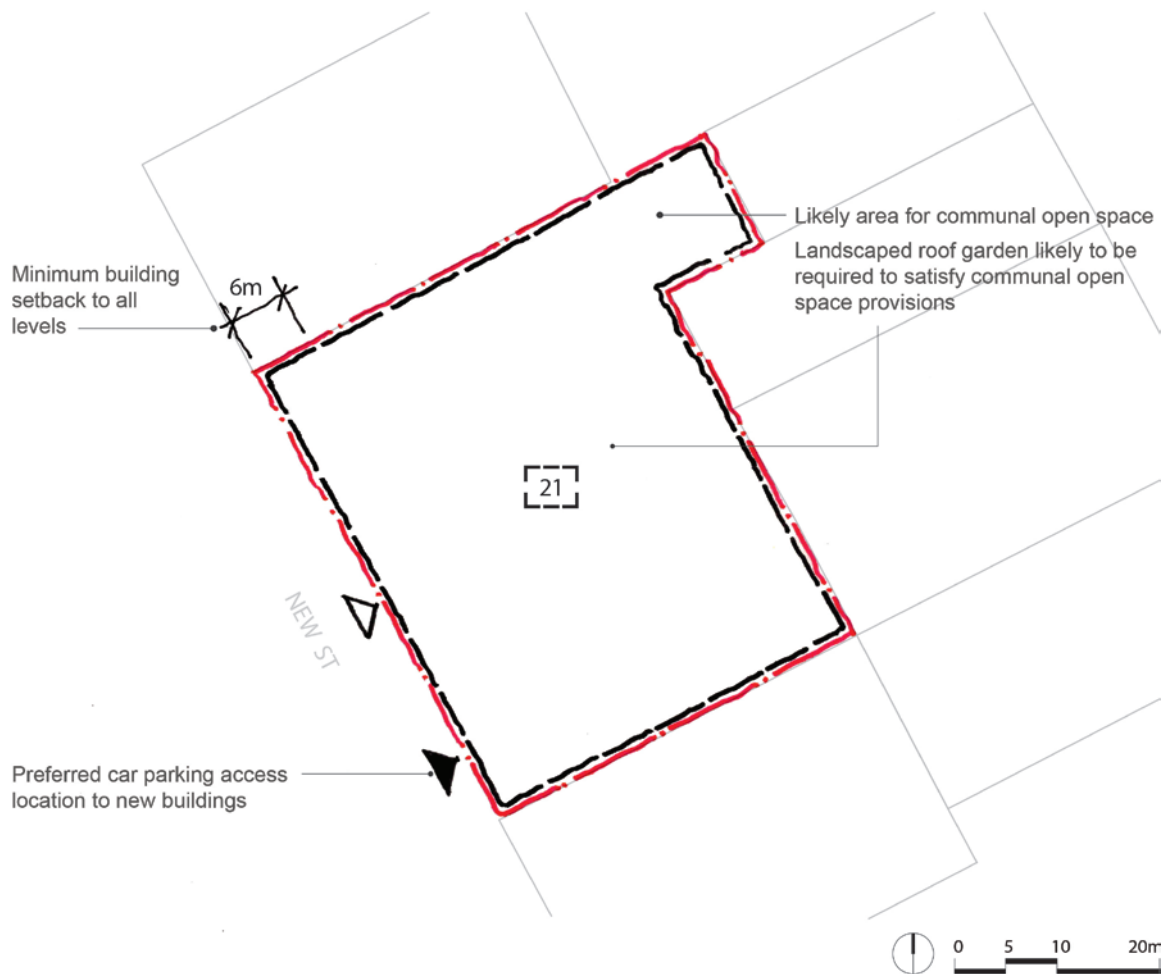 Likely area for communal open space
Landscaped roof garden likely to be
required to satisfy communal open
space provisions
Minimum building
setback to all
levels
6m
21
NEW ST
Preferred car parking access
location to new buildings
0 5 10 20m